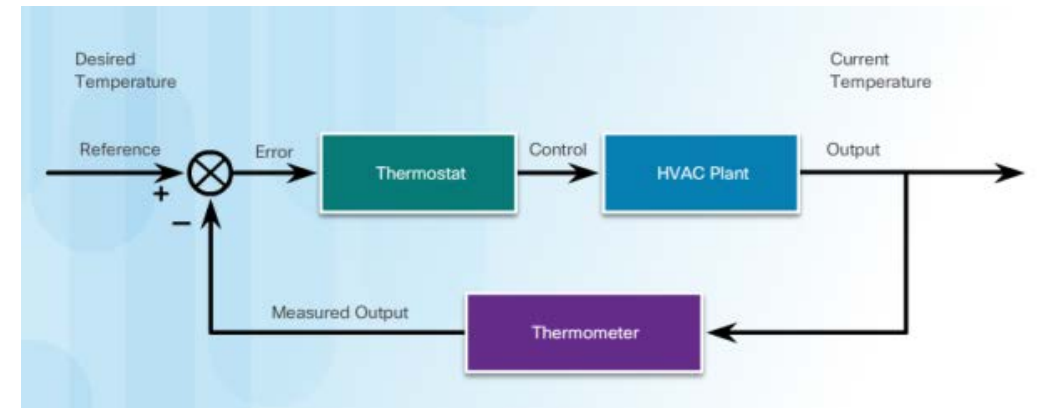 Desired
Temperature
Current
Temperature
Reference
Error
Control
Output
Thermostat
HVAC Plant
+
−
Measured Output
Thermometer